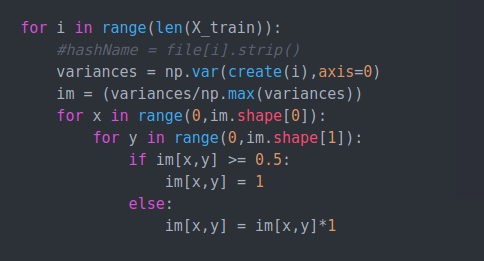 for i in range(len(X_train)):
    #hashName = file[i].strip()
    variances = np.var(create(i),axis=0)
    im = (variances/np.max(variances))
    for x in range(0,im.shape[0]):
        for y in range(0,im.shape[1]):
            if im[x,y] >= 0.5:
                im[x,y] = 1
            else:
                im[x,y] = im[x,y]*1